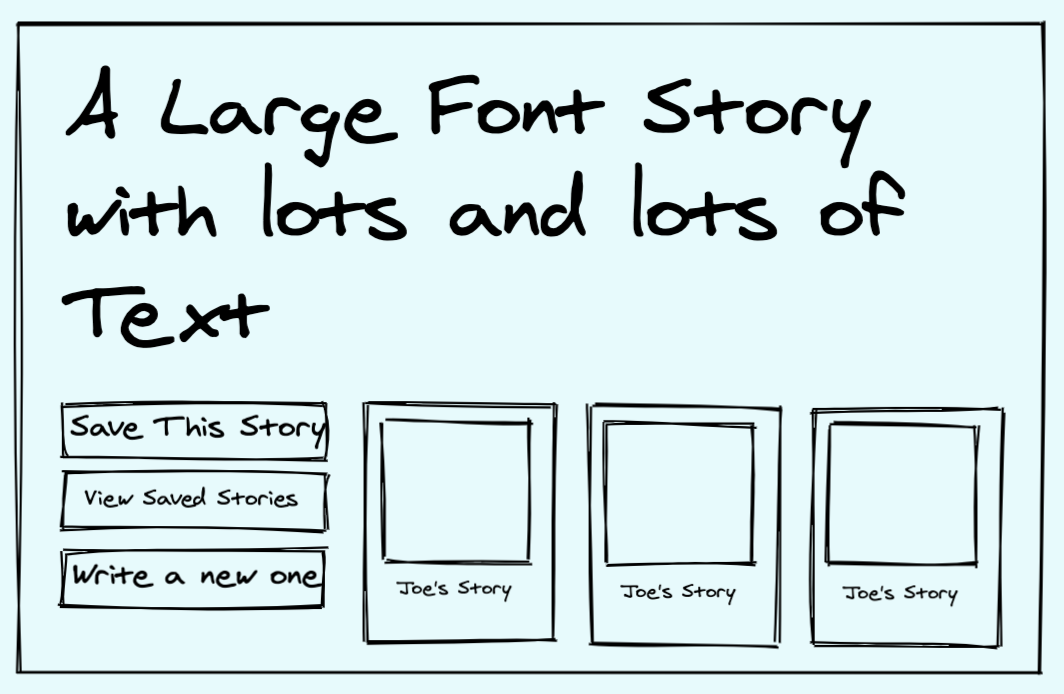 A Large Font Story
with lots and lots of
Text
Save This Story
View Saved Stories
Write a new one
Joe's Story
Joe's Story
Joe's Story